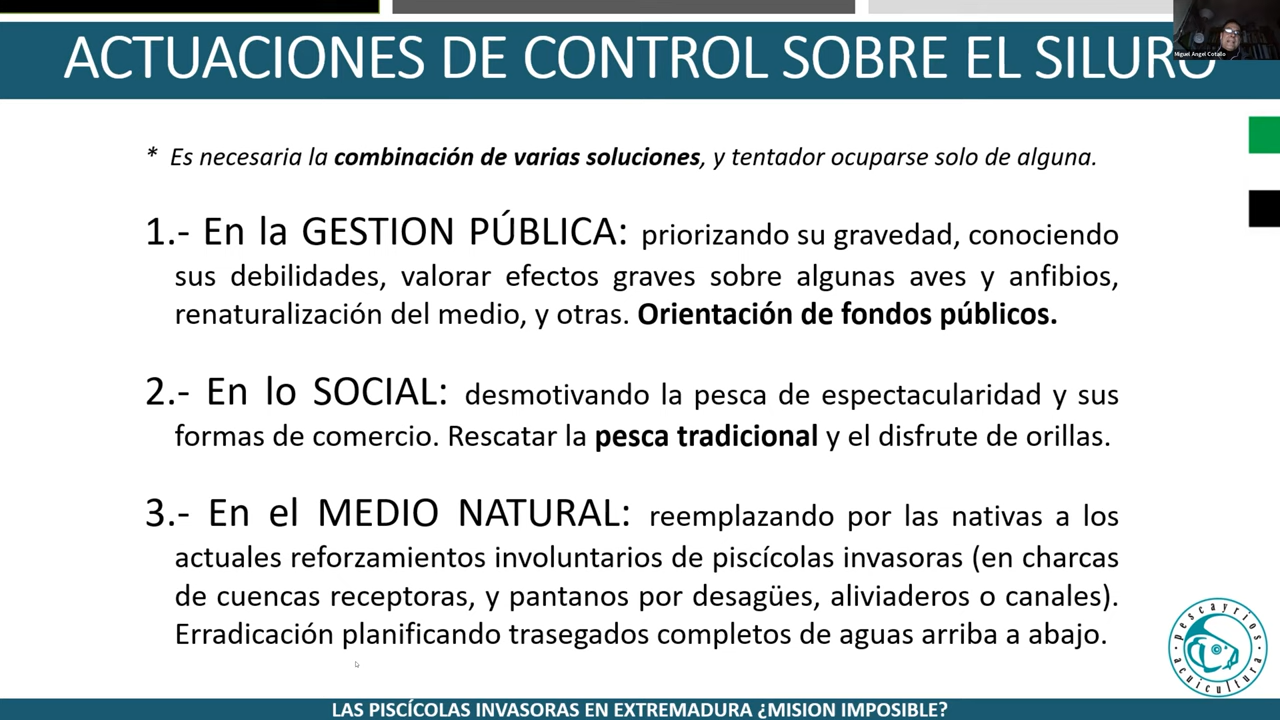 ACTUACIONES DE CONTROL SOBRE EL SILURO
Miguel Angel Cotallo
* Es necesaria la combinación de varias soluciones, y tentador ocuparse solo de alguna.
1.- En la GESTION PÚBLICA: priorizando su gravedad, conociendo
sus debilidades, valorar efectos graves sobre algunas aves y anfibios,
renaturalización del medio, y otras. Orientación de fondos públicos.
2.- En lo SOCIAL: desmotivando la pesca de espectacularidad y sus
formas de comercio. Rescatar la pesca tradicional y el disfrute de orillas.
3.- En el MEDIO NATURAL: reemplazando por las nativas a los
actuales reforzamientos involuntarios de piscícolas invasoras (en charcas
de cuencas receptoras, y pantanos por desagües, aliviaderos o canales).
Erradicación planificando trasegados completos de aguas arriba a abajo.
pescayríos
acuicultura
LAS PISCÍCOLAS INVASORAS EN EXTREMADURA ¿MISION IMPOSIBLE?